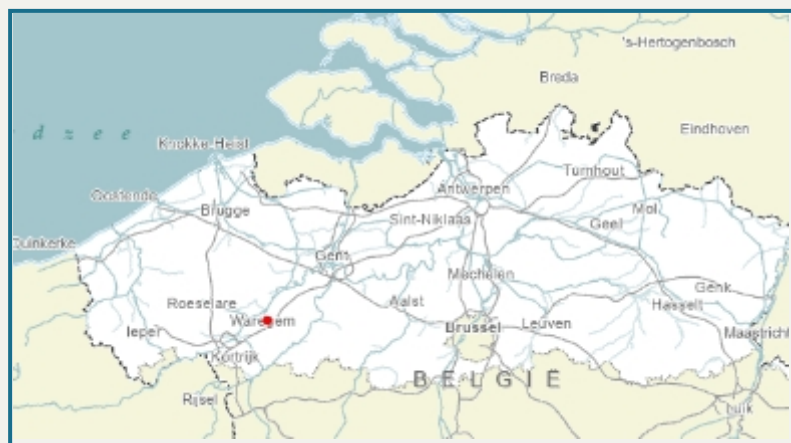 's-Hertogenbosch
Breda
Eindhoven
d z e e
Knokke-Heist
Turnhout
Oostende
Antwerpen
Mol
Brugge
Sint-Niklaas
Geel
Duinkerke
Gent
Mechelen
Genk
Roeselare
Aalst
Hasselt
Waregem
Ieper
Brussel
Leuven
Maastricht
Kortrijk
BELGIË
Rijsel
Luik